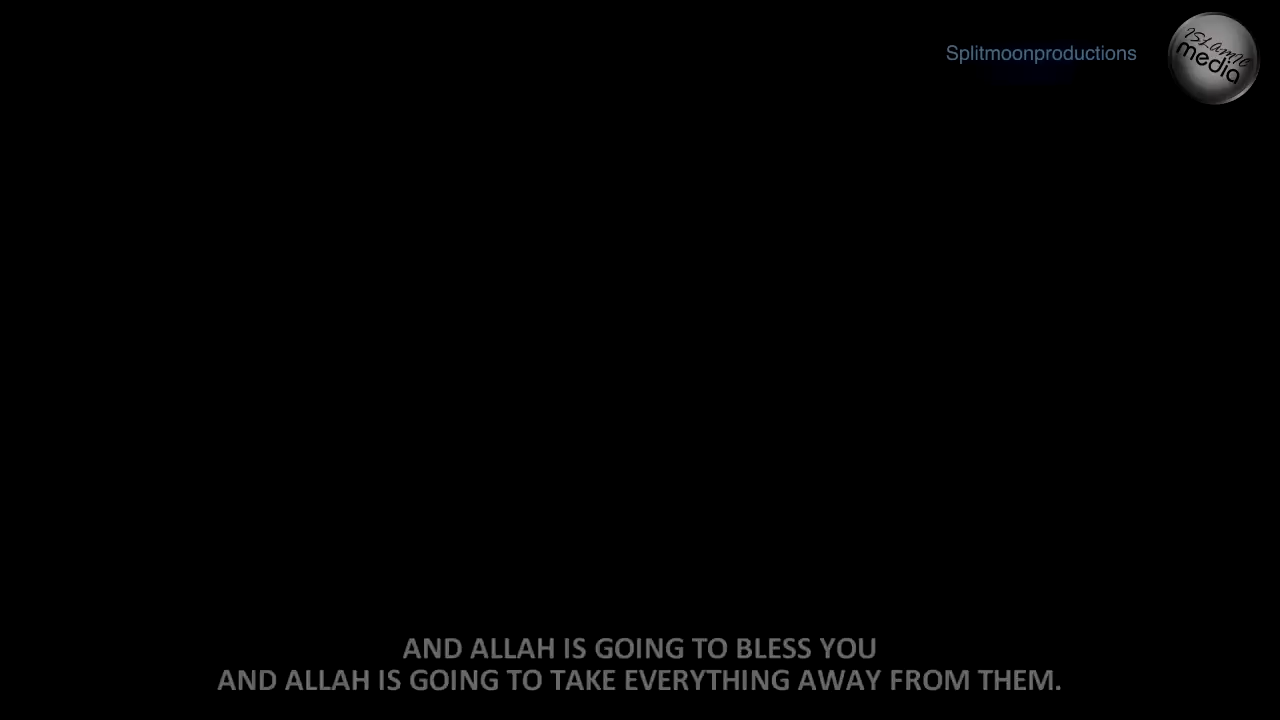 Splitmoonproductions
ISLAMIC
media
AND ALLAH IS GOING TO BLESS YOU
AND ALLAH IS GOING TO TAKE EVERYTHING AWAY FROM THEM.